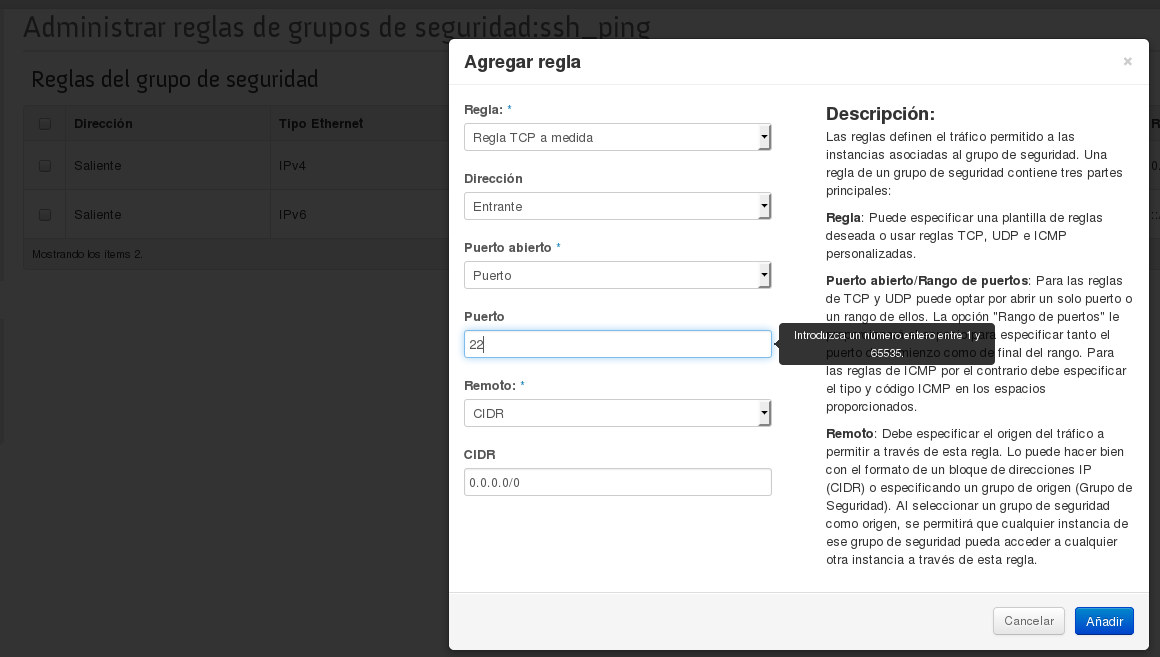 Administrar reglas de grupos de seguridad:ssh_ping
Reglas del grupo de seguridad
Dirección Tipo Ethernet
Saliente IPv4
Saliente IPv6
Mostrando los ítems 2.
Agregar regla
×
Regla: *
Regla TCP a medida
Dirección
Entrante
Puerto abierto *
Puerto
Puerto
22
Introduzca un número entero entre 1 y
65535.
Remoto: *
CIDR
CIDR
0.0.0.0/0
Descripción:
Las reglas definen el tráfico permitido a las
instancias asociadas al grupo de seguridad. Una
regla de un grupo de seguridad contiene tres partes
principales:
Regla: Puede especificar una plantilla de reglas
deseada o usar reglas TCP, UDP e ICMP
personalizadas.
Puerto abierto/Rango de puertos: Para las reglas
de TCP y UDP puede optar por abrir un solo puerto o
un rango de ellos. La opción "Rango de puertos" le
para especificar tanto el
puerto de comienzo como de final del rango. Para
las reglas de ICMP por el contrario debe especificar
el tipo y código ICMP en los espacios
proporcionados.
Remoto: Debe especificar el origen del tráfico a
permitir a través de esta regla. Lo puede hacer bien
con el formato de un bloque de direcciones IP
(CIDR) o especificando un grupo de origen (Grupo de
Seguridad). Al seleccionar un grupo de seguridad
como origen, se permitirá que cualquier instancia de
ese grupo de seguridad pueda acceder a cualquier
otra instancia a través de esta regla.
Cancelar Añadir